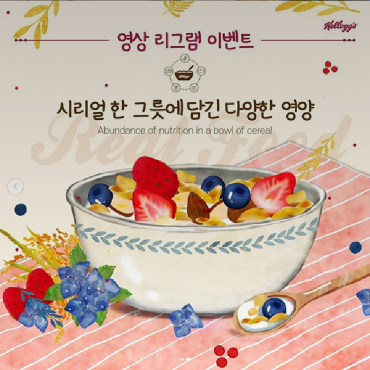 Kellogg's
영상 리그램 이벤트
시리얼 한 그릇에 담긴 다양한 영양
Abundance of nutrition in a bowl of cereal
Real Food